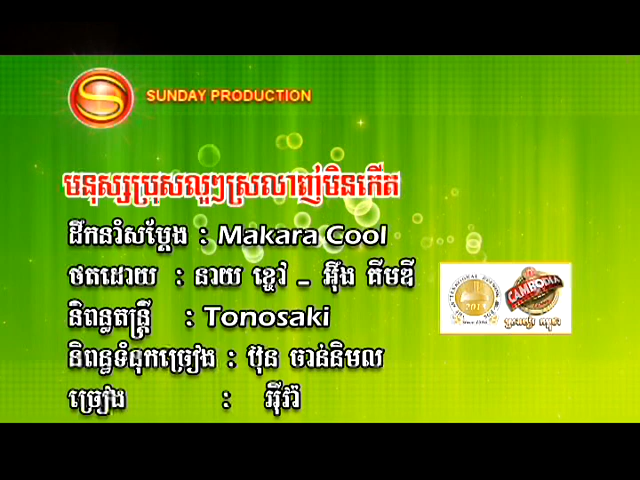 SUNDAY PRODUCTION
មនុស្សប្រុសល្អៗស្រលាញ់មិនកើត
ដឹកនាំសម្តែង : Makara Cool
ថតដោយ : នាយ ខ្មៅ - អ៊ឹង គីមឌី
និពន្ធតន្ត្រី : Tonosaki
និពន្ធទំនុកច្រៀង : ប៊ុន ចាន់និមល
ច្រៀង : អ៊ីវ៉ា
CAMBODIA